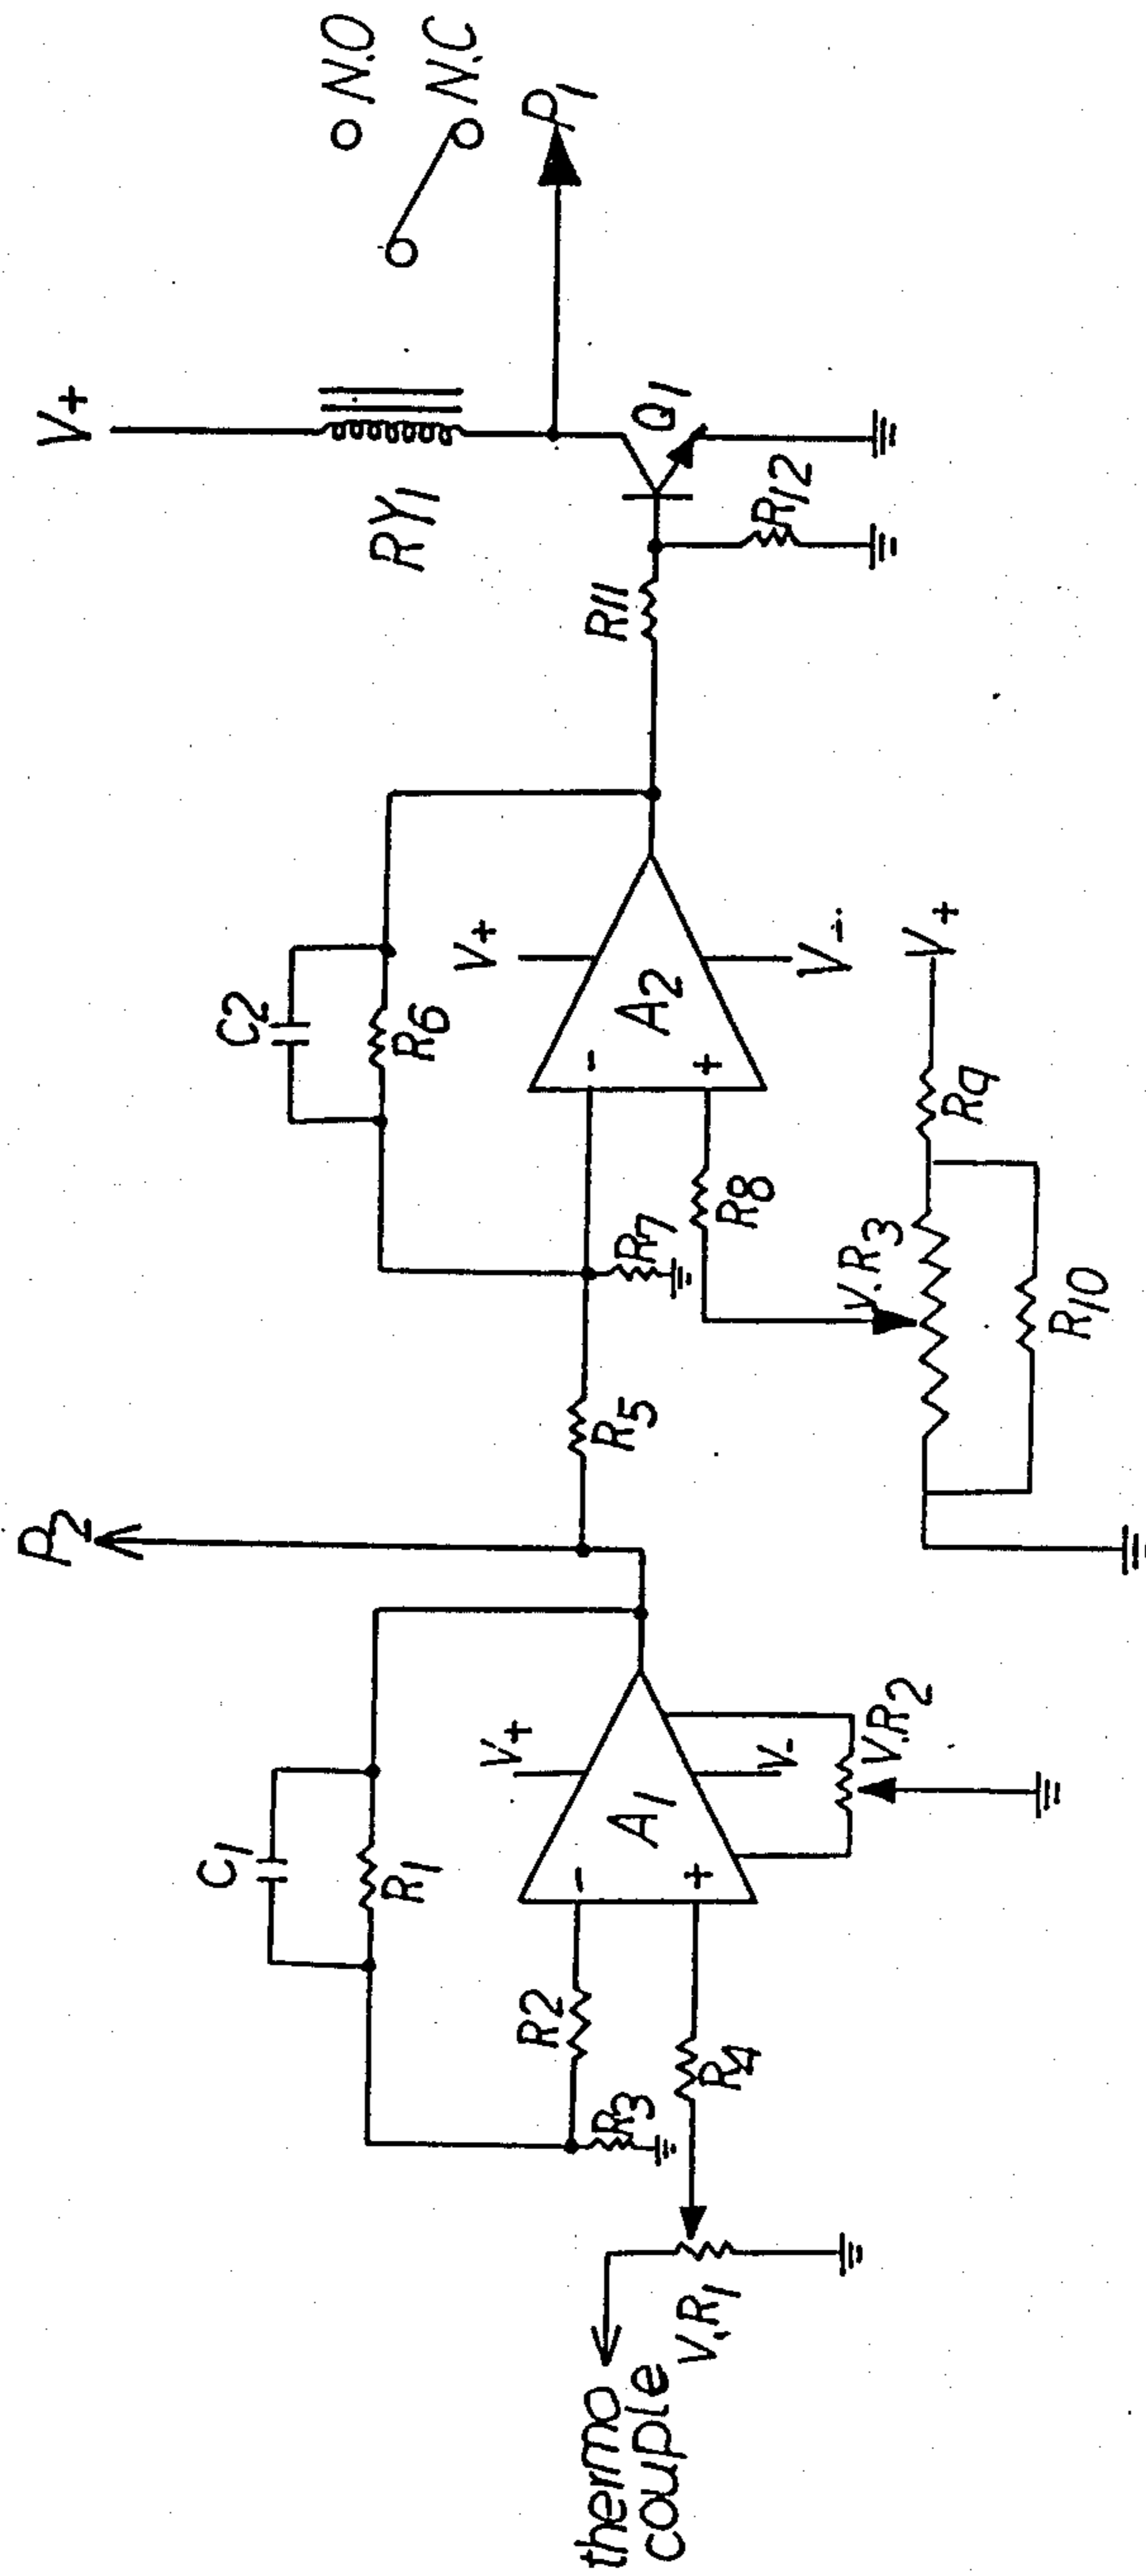 thermo
couple
V.R1
R4
R3
R2
C1
R1
A1
-
+
V+
V-
V.R2
P2
R5
R7
C2
R6
A2
-
+
V+
V-
R8
V.R3
R9
V+
R10
R11
R12
Q1
RY1
V+
N.O
N.C
P1